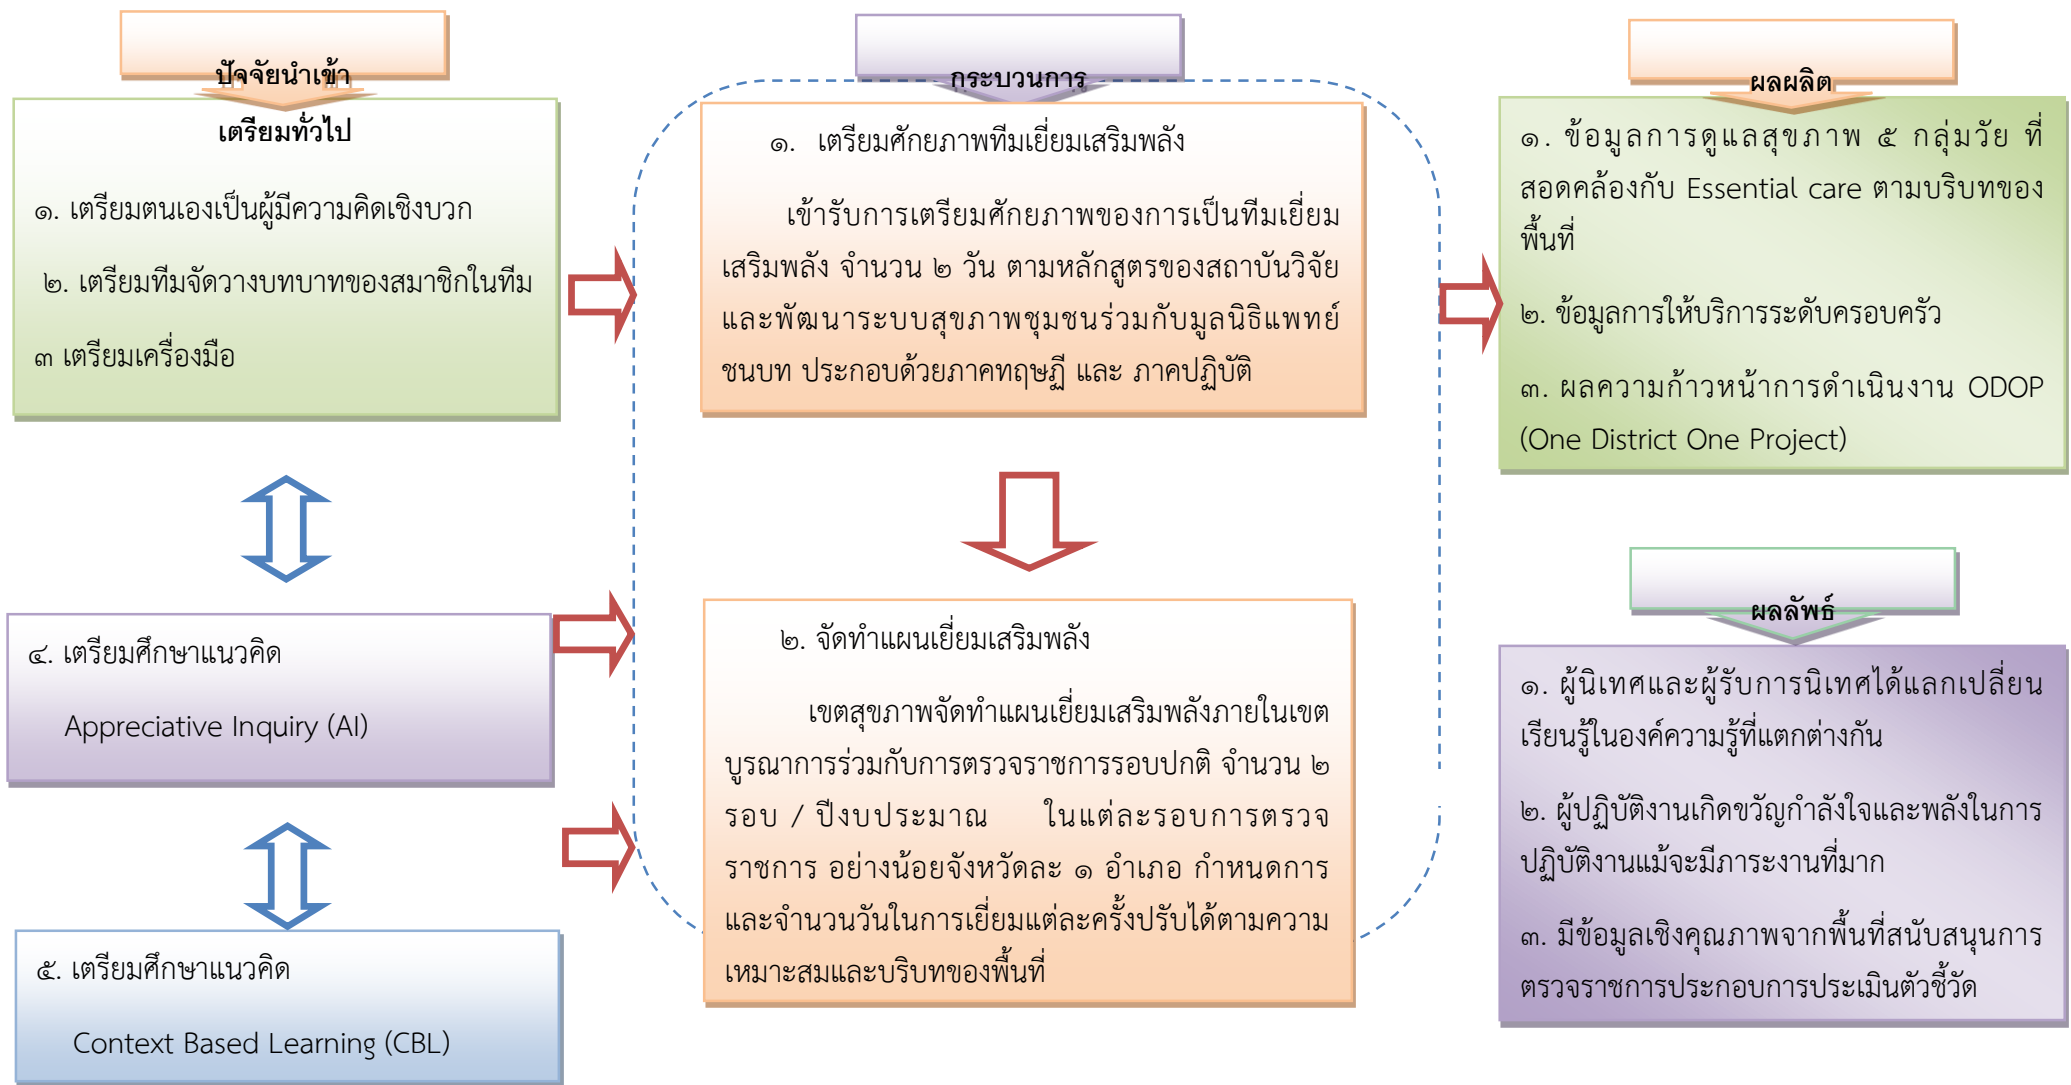 ปัจจัยนำเข้า
เตรียมทั่วไป
๑. เตรียมตนเองเป็นผู้มีความคิดเชิงบวก
๒. เตรียมทีมจัดวางบทบาทของสมาชิกในทีม
๓ เตรียมเครื่องมือ
๔. เตรียมศึกษาแนวคิด
Appreciative Inquiry (AI)
๕. เตรียมศึกษาแนวคิด
Context Based Learning (CBL)
กระบวนการ
๑. เตรียมศักยภาพทีมเยี่ยมเสริมพลัง
เข้ารับการเตรียมศักยภาพของการเป็นทีมเยี่ยม
เสริมพลัง จำนวน ๒ วัน ตามหลักสูตรของสถาบันวิจัย
และพัฒนาระบบสุขภาพชุมชนร่วมกับมูลนิธิแพทย์
ชนบท ประกอบด้วยภาคทฤษฎี และ ภาคปฏิบัติ
๒. จัดทำแผนเยี่ยมเสริมพลัง
เขตสุขภาพจัดทำแผนเยี่ยมเสริมพลังภายในเขต
บูรณาการร่วมกับการตรวจราชการรอบปกติ จำนวน ๒
รอบ / ปีงบประมาณ ในแต่ละรอบการตรวจ
ราชการ อย่างน้อยจังหวัดละ ๑ อำเภอ กำหนดการ
และจำนวนวันในการเยี่ยมแต่ละครั้งปรับได้ตามความ
เหมาะสมและบริบทของพื้นที่
ผลผลิต
๑. ข้อมูลการดูแลสุขภาพ ๕ กลุ่มวัย ที่
สอดคล้องกับ Essential care ตามบริบทของ
พื้นที่
๒. ข้อมูลการให้บริการระดับครอบครัว
๓. ผลความก้าวหน้าการดำเนินงาน ODOP
(One District One Project)
ผลลัพธ์
๑. ผู้นิเทศและผู้รับการนิเทศได้แลกเปลี่ยน
เรียนรู้ในองค์ความรู้ที่แตกต่างกัน
๒. ผู้ปฏิบัติงานเกิดขวัญกำลังใจและพลังในการ
ปฏิบัติงานแม้จะมีภาระงานที่มาก
๓. มีข้อมูลเชิงคุณภาพจากพื้นที่สนับสนุนการ
ตรวจราชการประกอบการประเมินตัวชี้วัด